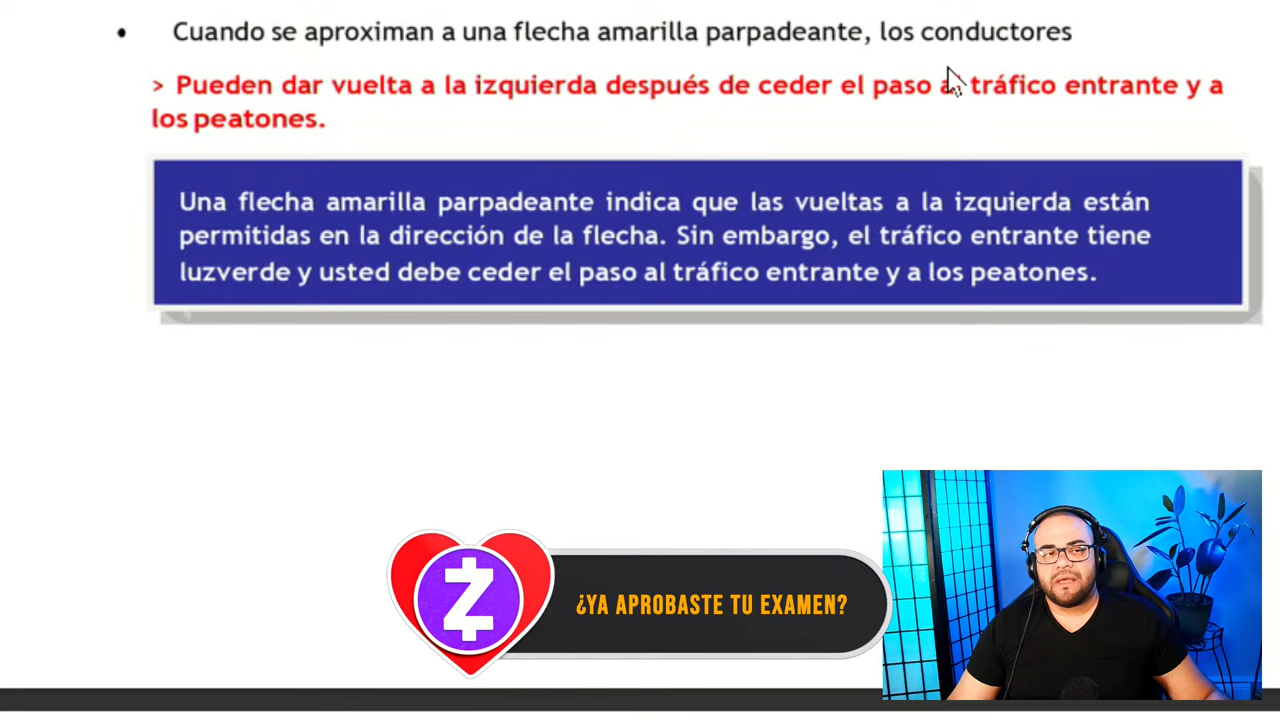 • Cuando se aproximan a una flecha amarilla parpadeante, los conductores
> Pueden dar vuelta a la izquierda después de ceder el paso al tráfico entrante y a
los peatones.
Una flecha amarilla parpadeante indica que las vueltas a la izquierda están
permitidas en la dirección de la flecha. Sin embargo, el tráfico entrante tiene
luzverde y usted debe ceder el paso al tráfico entrante y a los peatones.
¿YA APROBASTE TU EXAMEN?